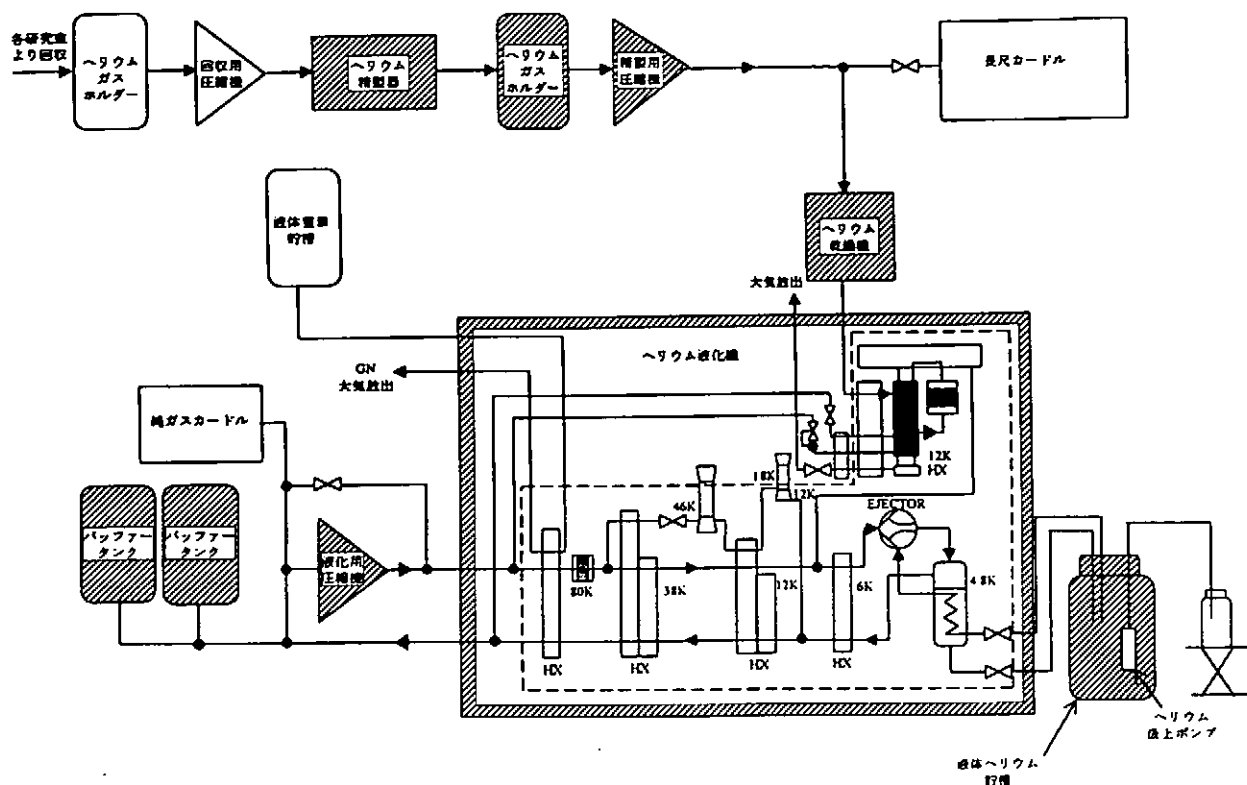 各研究室
より回収
ヘリウム
ガス
ホルダー
回収用
圧縮機
ヘリウム
精製器
ヘリウム
ガス
ホルダー
精製用
圧縮機
長尺カードル
液体窒素
貯槽
ヘリウム
乾燥機
大気放出
ヘリウム液化機
GN
大気放出
純ガスカードル
12K
HX
18K
12K
46K
EJECTOR
バッファー
タンク
バッファー
タンク
液化用
圧縮機
80K
38K
12K
6K
4.8K
HX
HX
HX
HX
ヘリウム
汲上ポンプ
液体ヘリウム
貯槽